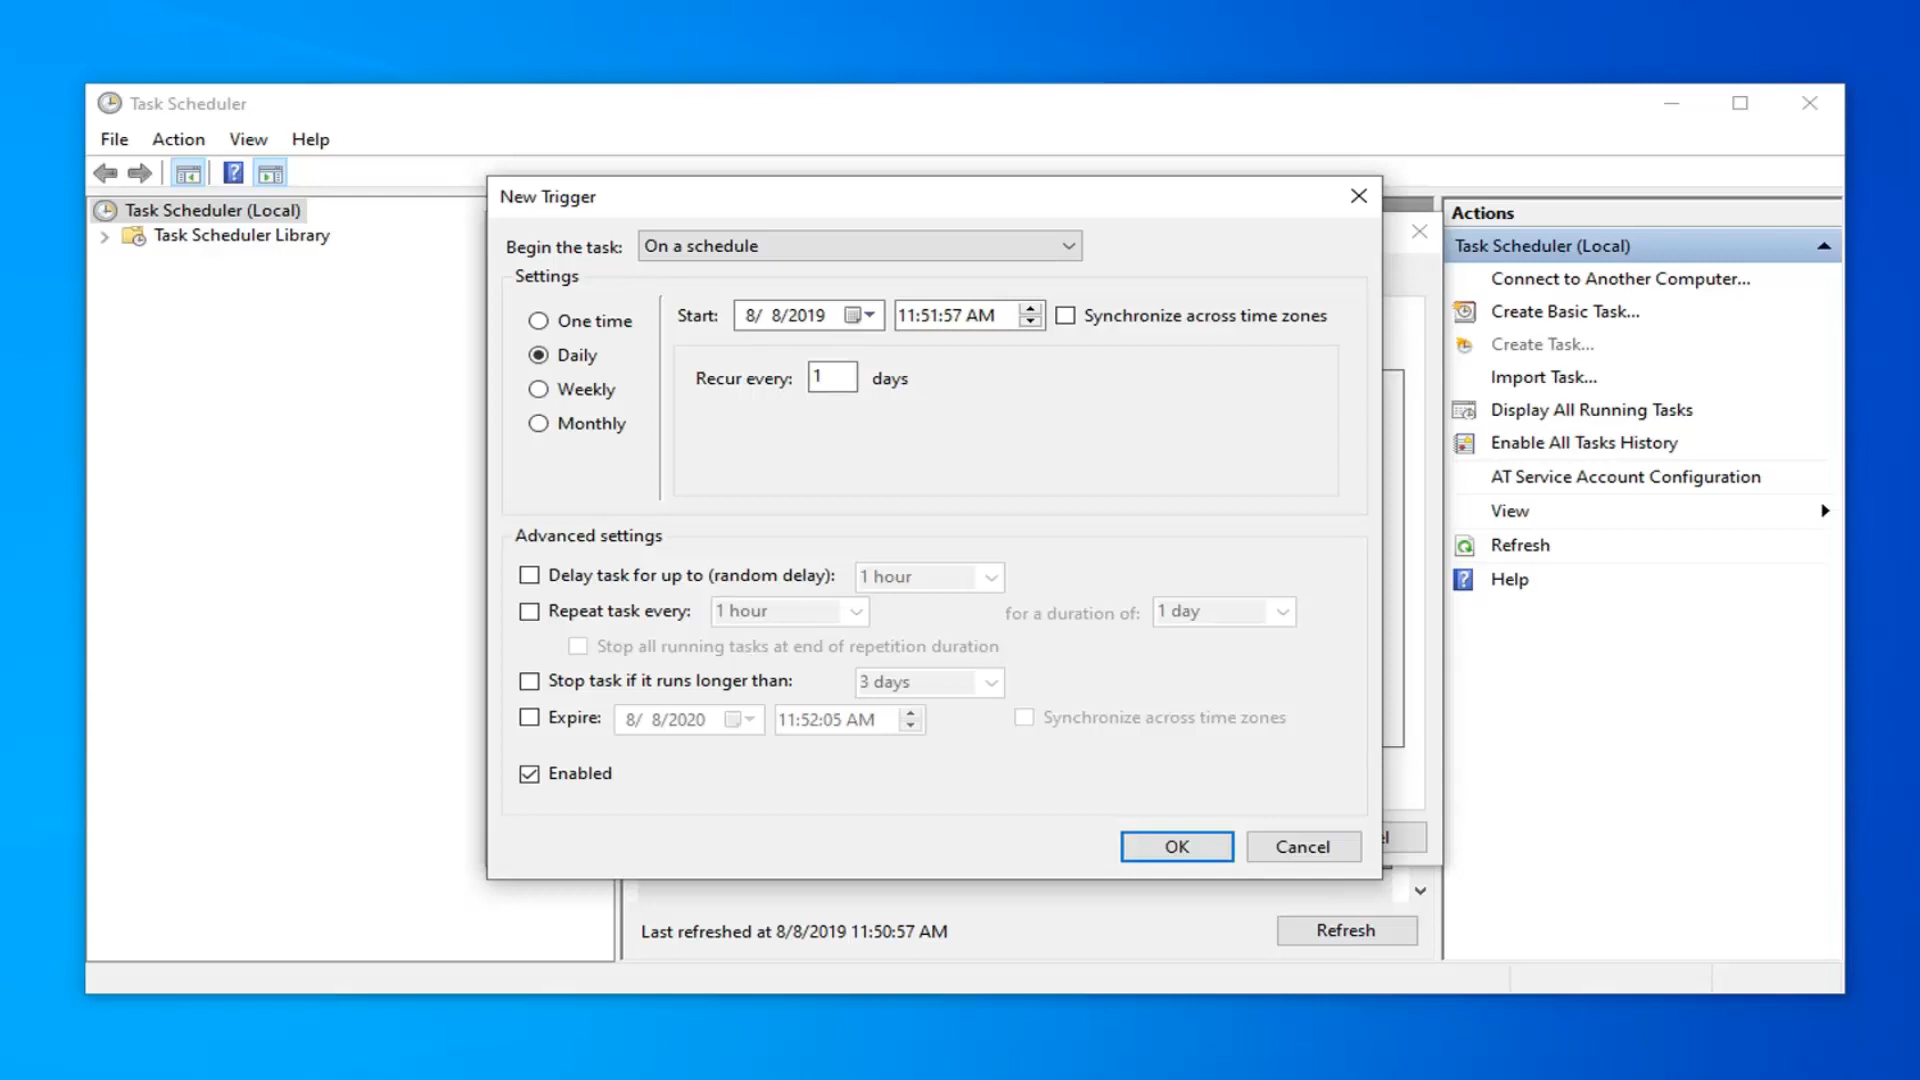 Task Scheduler
File Action View Help
Task Scheduler (Local)
Task Scheduler Library
New Trigger
Begin the task: On a schedule
Settings
One time
Daily
Weekly
Monthly
Start: 8/ 8/2019 11:51:57 AM Synchronize across time zones
Recur every: 1 days
Advanced settings
Delay task for up to (random delay): 1 hour
Repeat task every: 1 hour for a duration of: 1 day
Stop all running tasks at end of repetition duration
Stop task if it runs longer than: 3 days
Expire: 8/ 8/2020 11:52:05 AM Synchronize across time zones
Enabled
OK Cancel
Last refreshed at 8/8/2019 11:50:57 AM Refresh
Actions
Task Scheduler (Local)
Connect to Another Computer...
Create Basic Task...
Create Task...
Import Task...
Display All Running Tasks
Enable All Tasks History
AT Service Account Configuration
View
Refresh
Help